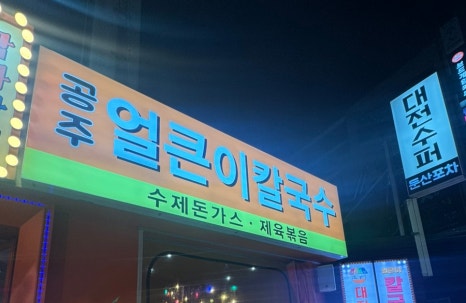 공주
얼큰이칼국수
수제돈가스·제육볶음
대전수퍼
둔산포차